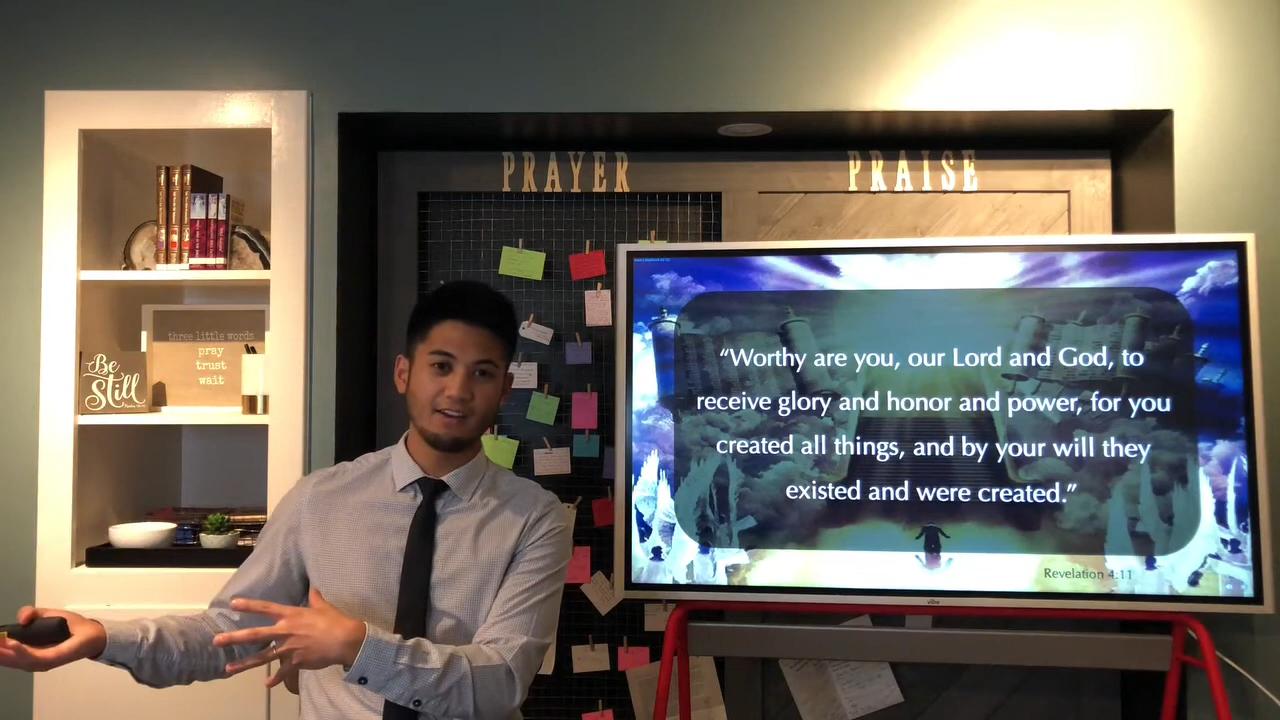 PRAYER
PRAISE
three little words
pray
trust
wait
Be
Still
“Worthy are you, our Lord and God, to
receive glory and honor and power, for you
created all things, and by your will they
existed and were created.”
Revelation 4:11
vibe